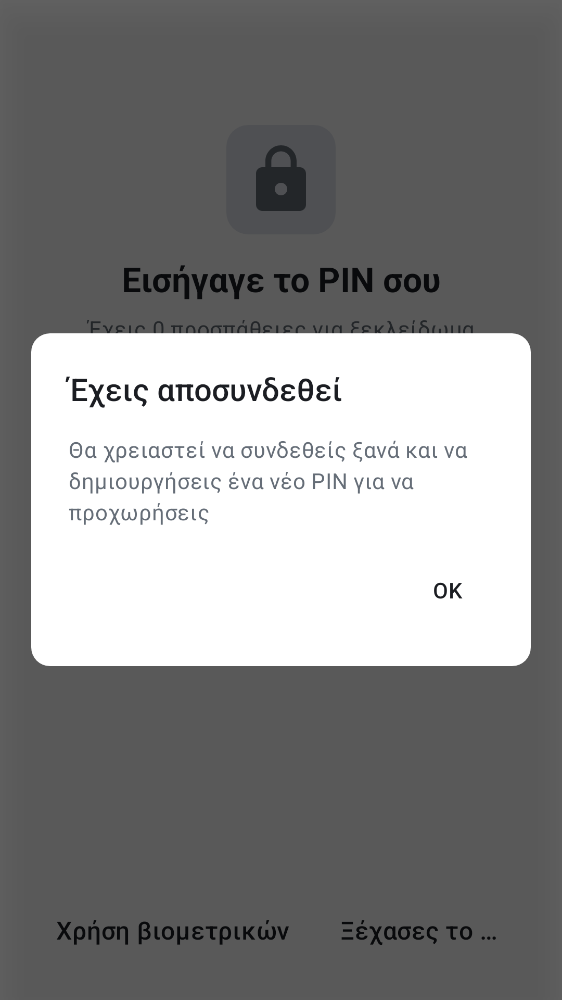 Εισήγαγε το PIN σου
Έχεις 0 προσπάθειες για ξεκλείδωμα
Έχεις αποσυνδεθεί
Θα χρειαστεί να συνδεθείς ξανά και να
δημιουργήσεις ένα νέο PIN για να
προχωρήσεις
OK
Χρήση βιομετρικών
Ξέχασες το ...